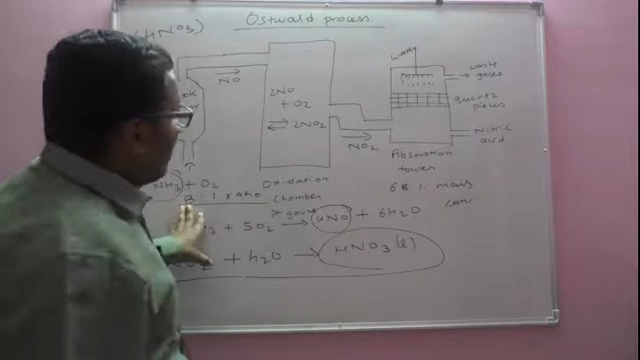 Ostwald process
(HNO3)
NO
2NO
+ O2
2NO2
NO2
water
waste
gases
quartz
pieces
Nitric
acid
Absorption
tower
68 % mass
conc
NH3 + O2
8 : 1 ratio
Oxidation
chamber
+ 5O2 → 4NO + 6H2O
+ H2O → HNO3 (l)